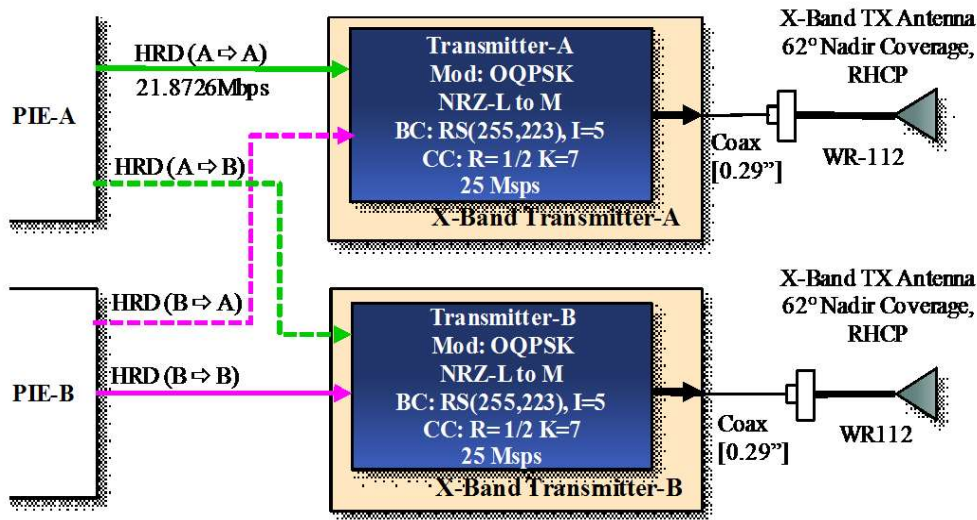 PIE-A
HRD (A ⇨ A)
21.8726Mbps
HRD (A ⇨ B)
Transmitter-A
Mod: OQPSK
NRZ-L to M
BC: RS(255,223), I=5
CC: R= 1/2 K=7
25 Msps
X-Band Transmitter-A
Coax
[0.29”]
WR-112
X-Band TX Antenna
62° Nadir Coverage,
RHCP
PIE-B
HRD (B ⇨ A)
HRD (B ⇨ B)
Transmitter-B
Mod: OQPSK
NRZ-L to M
BC: RS(255,223), I=5
CC: R= 1/2 K=7
25 Msps
X-Band Transmitter-B
Coax
[0.29”]
WR112
X-Band TX Antenna
62° Nadir Coverage,
RHCP